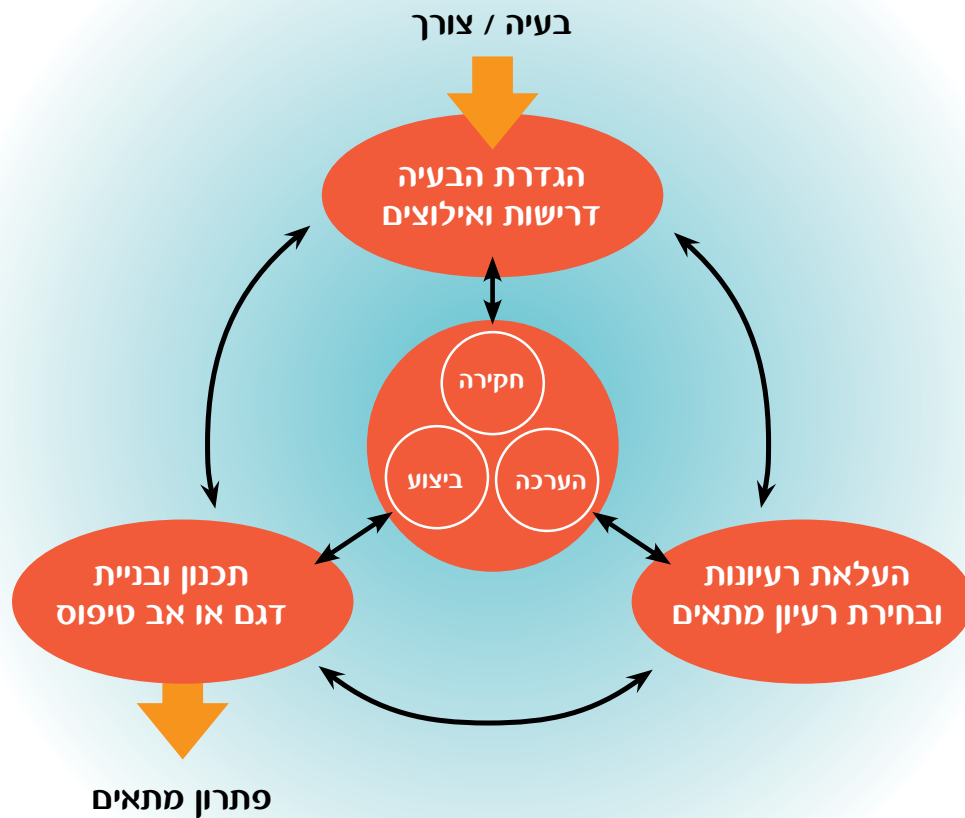 בעיה / צורך
הגדרת הבעיה
דרישות ואילוצים
חקירה
הערכה
ביצוע
העלאת רעיונות
ובחירת רעיון מתאים
תכנון ובניית
דגם או אב טיפוס
פתרון מתאים